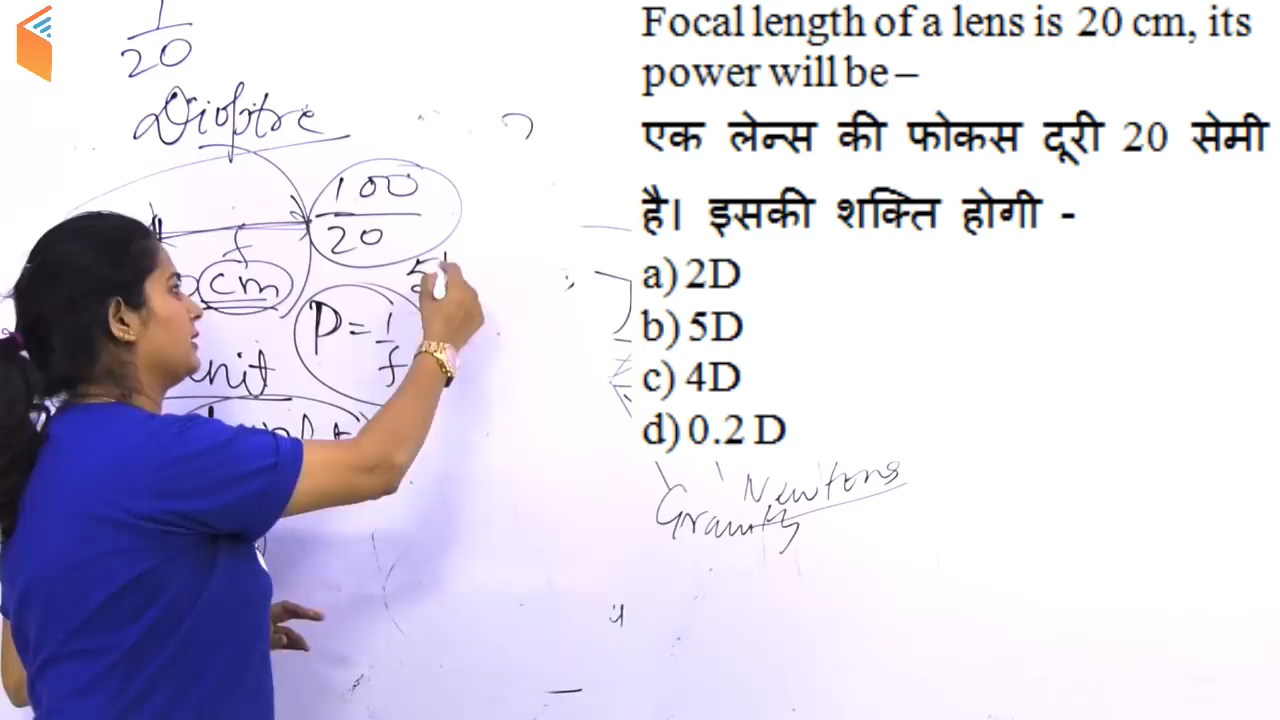 1
20
Dioptre
100
20
f
cm
P = 1
f
unit
Focal length of a lens is 20 cm, its
power will be –
एक लेन्स की फोकस दूरी 20 सेमी
है। इसकी शक्ति होगी -
a) 2D
b) 5D
c) 4D
d) 0.2 D
Newtons
Gravity